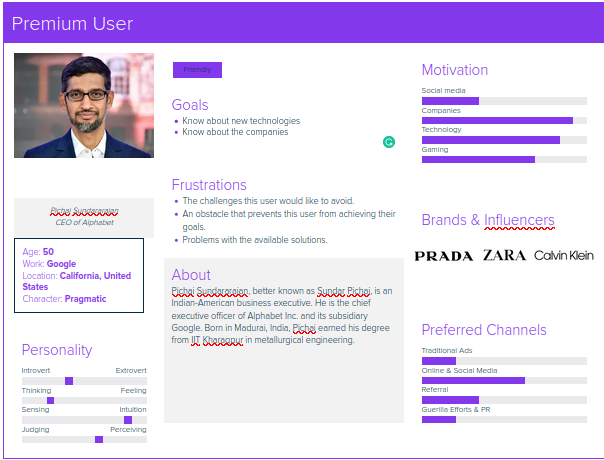 Premium User
Pichai Sundararajan
CEO of Alphabet
Age: 50
Work: Google
Location: California, United
States
Character: Pragmatic
Personality
Introvert Extrovert
Thinking Feeling
Sensing Intuition
Judging Perceiving
Friendly
Goals
Know about new technologies
Know about the companies
Frustrations
The challenges this user would like to avoid.
An obstacle that prevents this user from achieving their
goals.
Problems with the available solutions.
About
Pichai Sundararajan, better known as Sundar Pichai, is an
Indian-American business executive. He is the chief
executive officer of Alphabet Inc. and its subsidiary
Google. Born in Madurai, India, Pichai earned his degree
from IIT Kharagpur in metallurgical engineering.
Motivation
Social media
Companies
Technology
Gaming
Brands & Influencers
PRADA ZARA Calvin Klein
Preferred Channels
Traditional Ads
Online & Social Media
Referral
Guerilla Efforts & PR